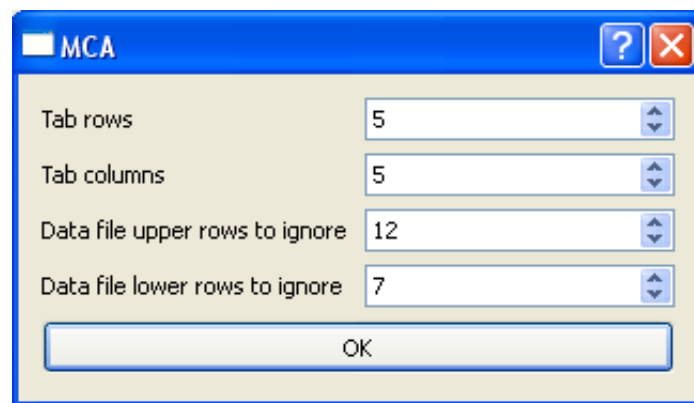 MCA
Tab rows 5
Tab columns 5
Data file upper rows to ignore 12
Data file lower rows to ignore 7
OK